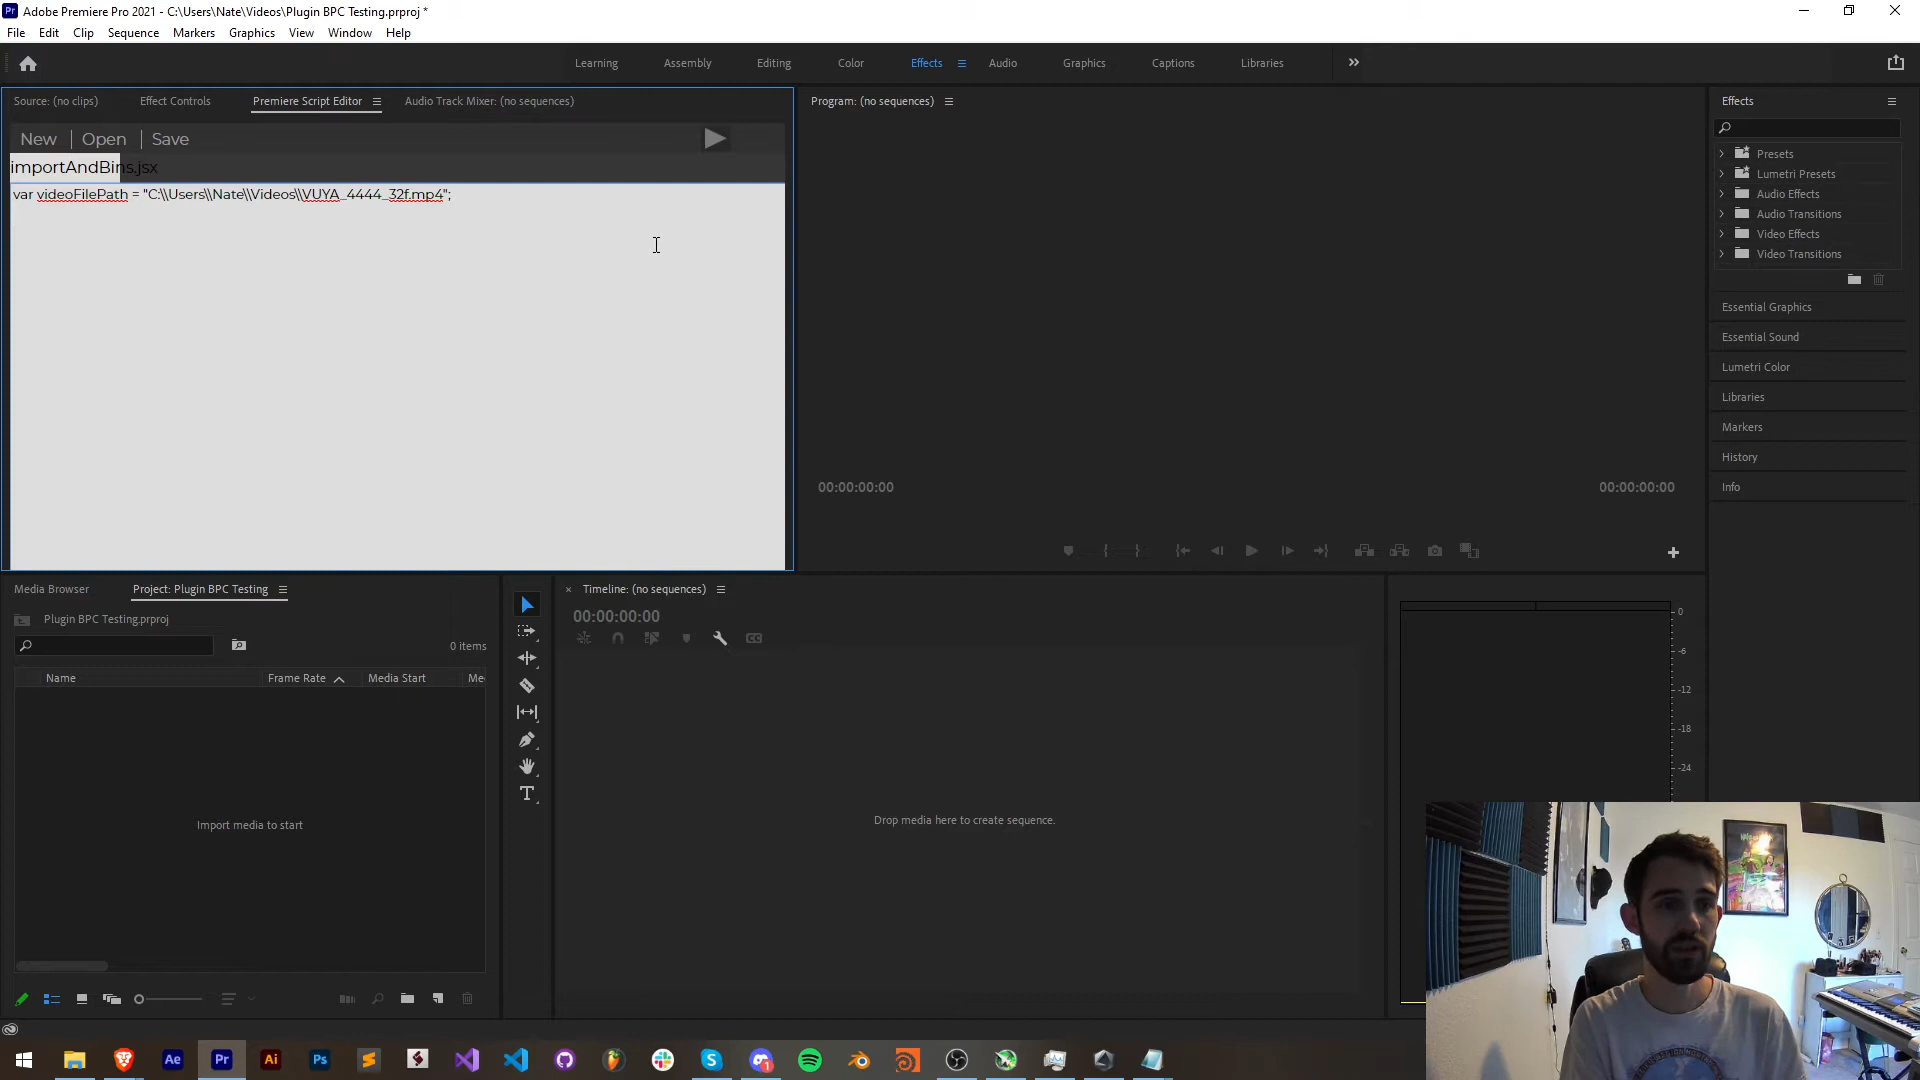 Adobe Premiere Pro 2021 - C:\Users\Nate\Videos\Plugin BPC Testing.prproj *
File Edit Clip Sequence Markers Graphics View Window Help
Learning Assembly Editing Color Effects Audio Graphics Captions Libraries
Source: (no clips) Effect Controls Premiere Script Editor Audio Track Mixer: (no sequences)
New | Open | Save
importAndBins.jsx
var videoFilePath = "C:\\Users\\Nate\\Videos\\VUYA_4444_32f.mp4";
Program: (no sequences)
00:00:00:00 00:00:00:00
Effects
Presets
Lumetri Presets
Audio Effects
Audio Transitions
Video Effects
Video Transitions
Essential Graphics
Essential Sound
Lumetri Color
Libraries
Markers
History
Info
Media Browser Project: Plugin BPC Testing
Plugin BPC Testing.prproj
0 items
Name Frame Rate Media Start Me
Import media to start
Timeline: (no sequences)
00:00:00:00
Drop media here to create sequence.
0
-6
-12
-18
-24